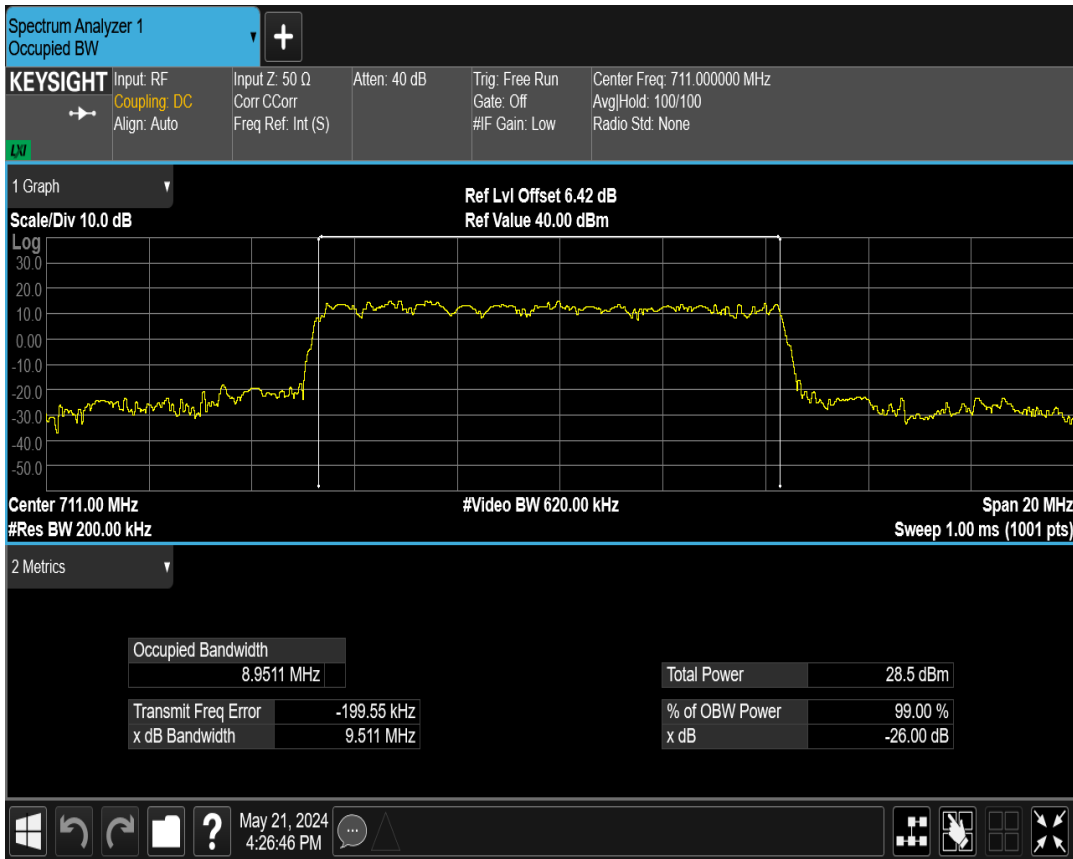 Spectrum Analyzer 1
Occupied BW
+
KEYSIGHT
LXI
Input: RF
Coupling: DC
Align: Auto
Input Z: 50 Ω
Corr CCorr
Freq Ref: Int (S)
Atten: 40 dB
Trig: Free Run
Gate: Off
#IF Gain: Low
Center Freq: 711.000000 MHz
Avg|Hold: 100/100
Radio Std: None
1 Graph
Scale/Div 10.0 dB
Ref Lvl Offset 6.42 dB
Ref Value 40.00 dBm
Log
30.0
20.0
10.0
0.00
-10.0
-20.0
-30.0
-40.0
-50.0
Center 711.00 MHz
#Video BW 620.00 kHz
Span 20 MHz
#Res BW 200.00 kHz
Sweep 1.00 ms (1001 pts)
2 Metrics
Occupied Bandwidth
8.9511 MHz
Transmit Freq Error -199.55 kHz
x dB Bandwidth 9.511 MHz
Total Power 28.5 dBm
% of OBW Power 99.00 %
x dB -26.00 dB
?
May 21, 2024
4:26:46 PM